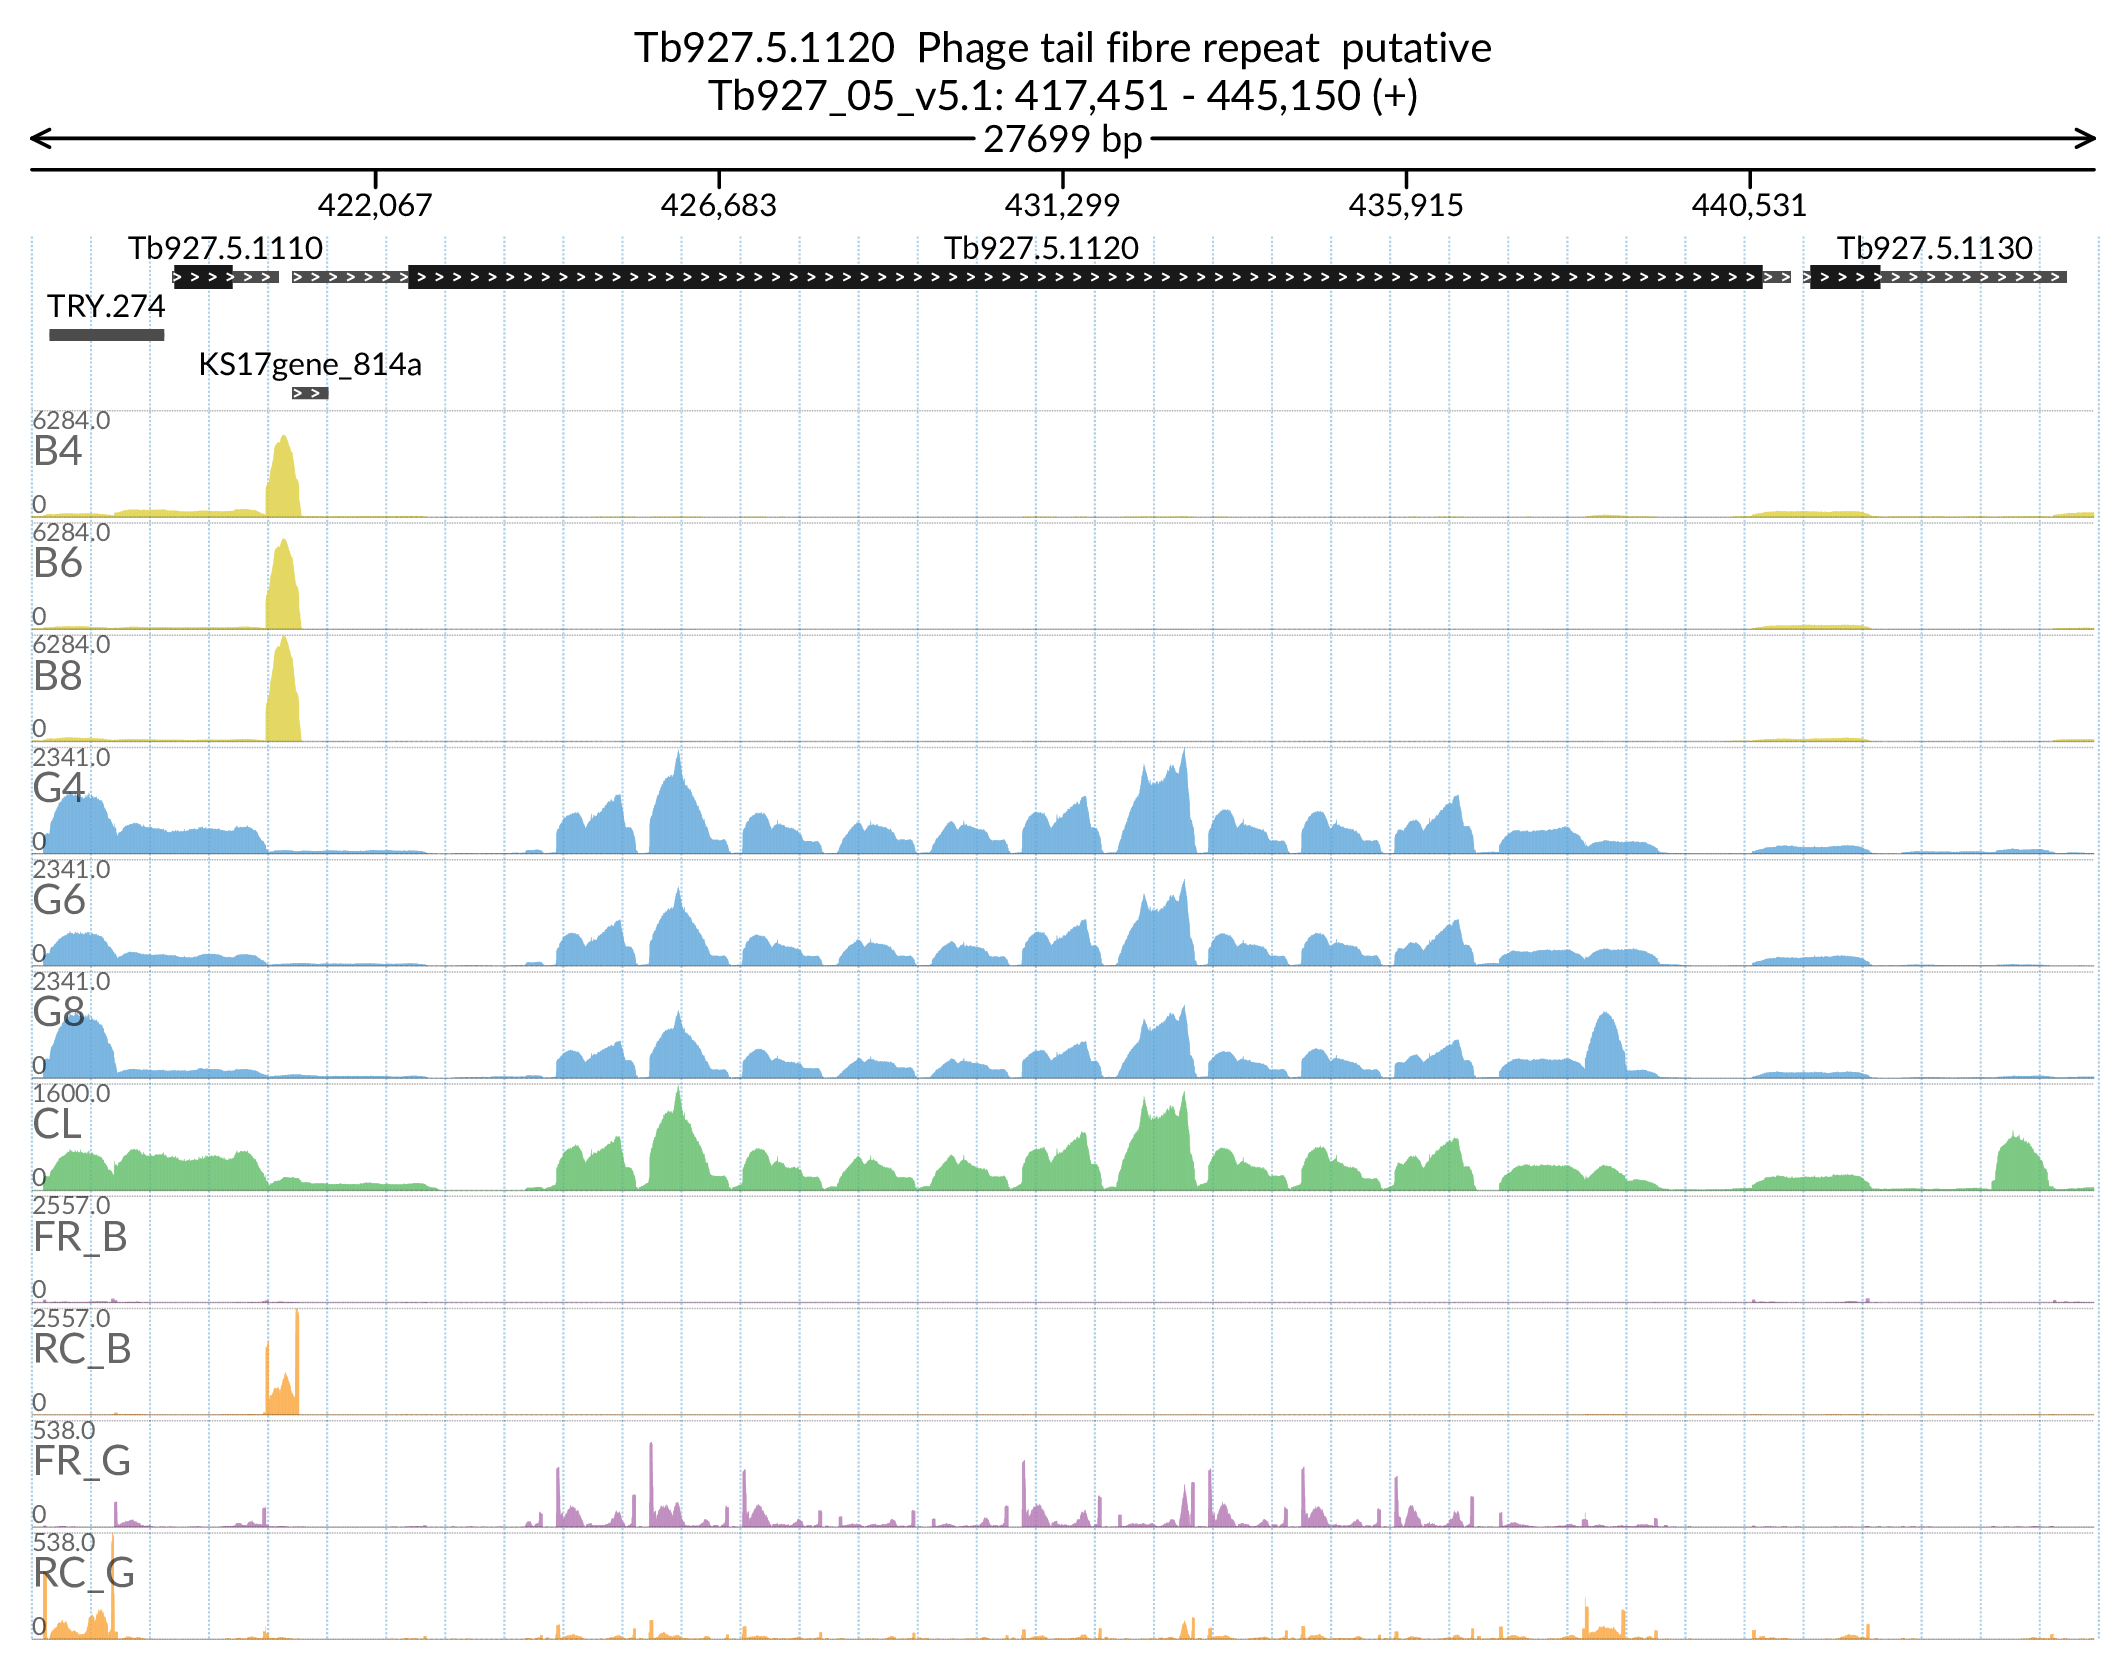 Tb927.5.1120  Phage tail fibre repeat  putative
Tb927_05_v5.1: 417,451 - 445,150 (+)
27699 bp
422,067 426,683 431,299 435,915 440,531
Tb927.5.1110 Tb927.5.1120 Tb927.5.1130
TRY.274
KS17gene_814a
6284.0
B4
0
6284.0
B6
0
6284.0
B8
0
2341.0
G4
0
2341.0
G6
0
2341.0
G8
0
1600.0
CL
0
2557.0
FR_B
0
2557.0
RC_B
0
538.0
FR_G
0
538.0
RC_G
0